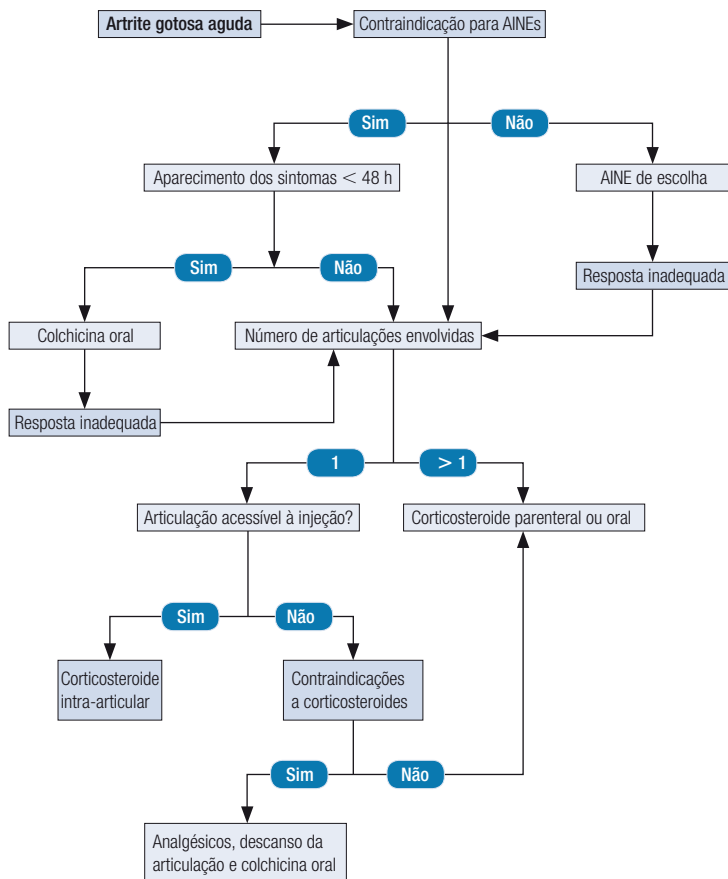 Artrite gotosa aguda
Contraindicação para AINEs
Sim
Não
Aparecimento dos sintomas < 48 h
AINE de escolha
Sim
Não
Resposta inadequada
Colchicina oral
Número de articulações envolvidas
Resposta inadequada
1
> 1
Articulação acessível à injeção?
Corticosteroide parenteral ou oral
Sim
Não
Corticosteroide
intra-articular
Contraindicações
a corticosteroides
Sim
Não
Analgésicos, descanso da
articulação e colchicina oral